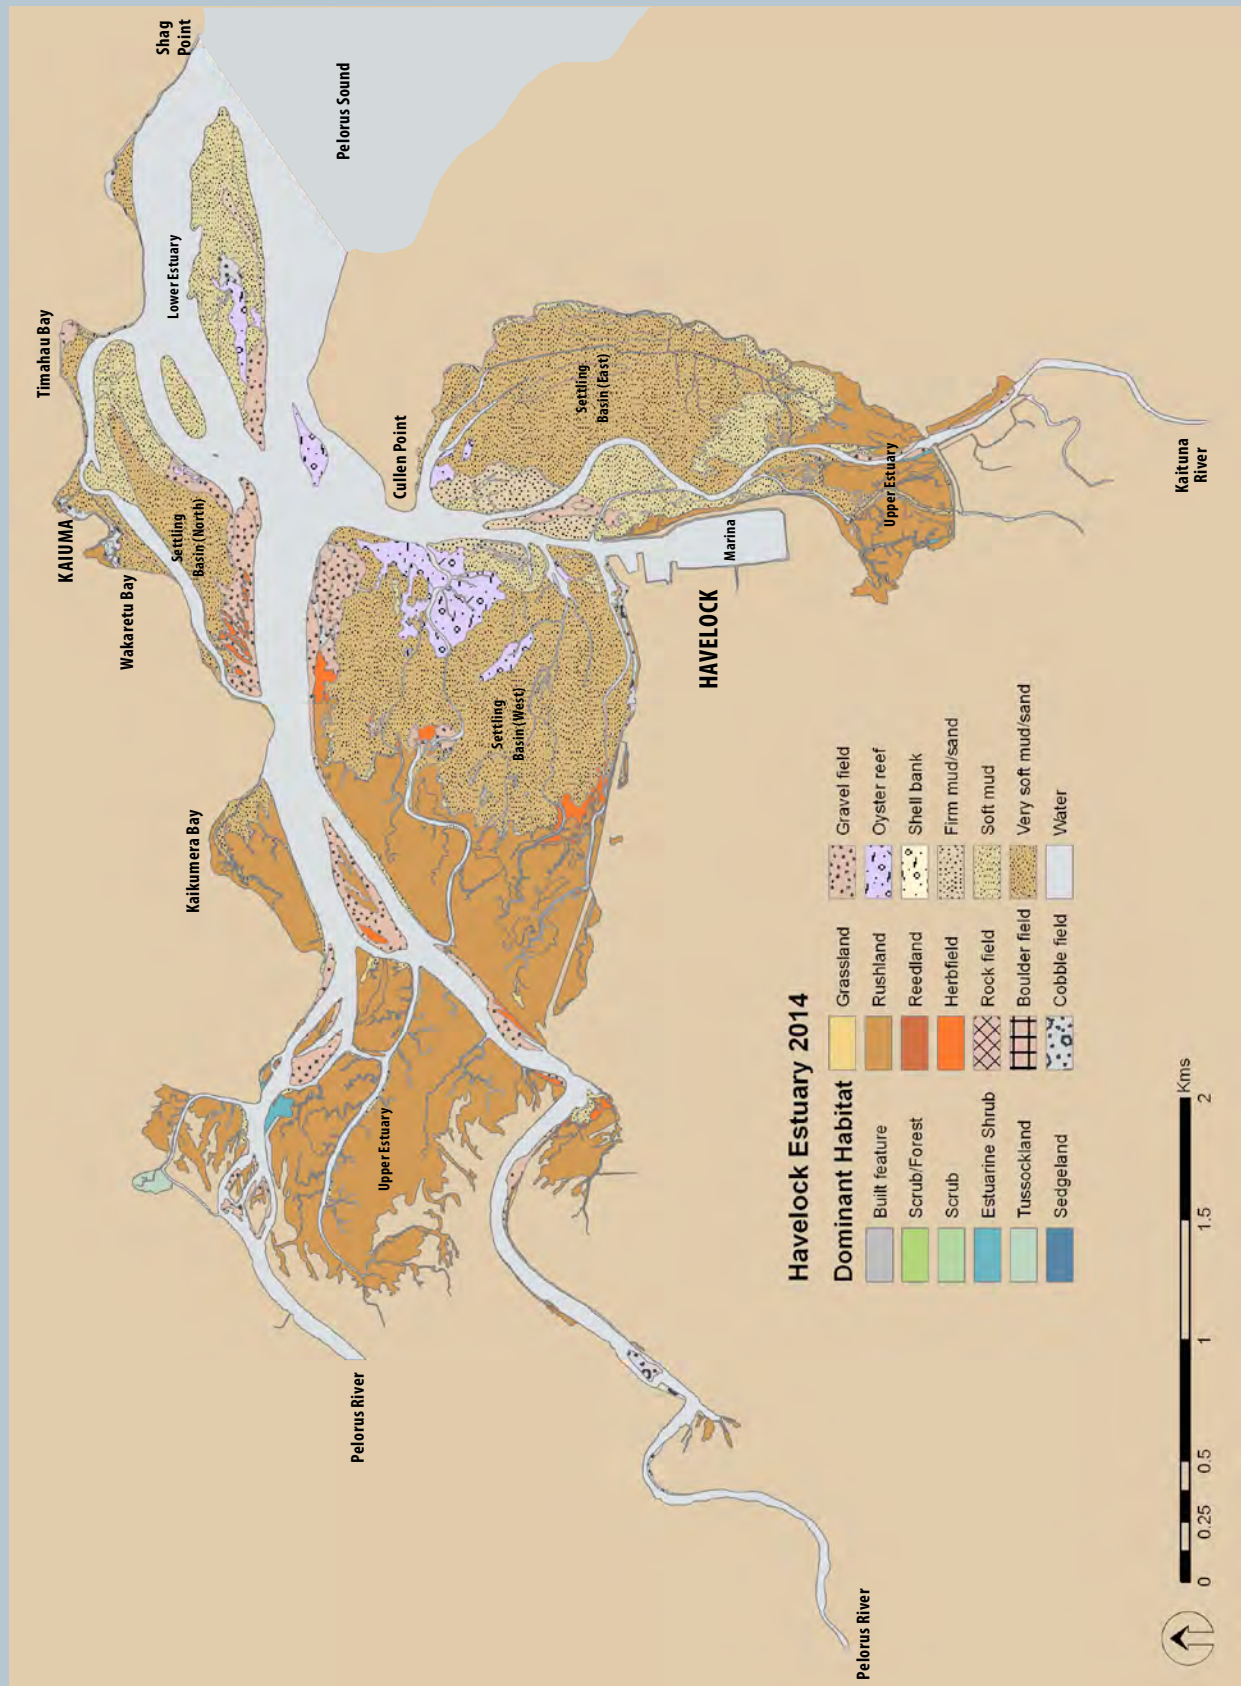 Shag
Point
Pelorus Sound
Lower Estuary
Timahau Bay
KAIUMA
Settling
Basin (North)
Wakaretu Bay
Cullen Point
Settling
Basin (East)
Kaituna
River
Upper Estuary
Marina
HAVELOCK
Settling
Basin (West)
Kaikumera Bay
Upper Estuary
Pelorus River
Pelorus River
Havelock Estuary 2014
Dominant Habitat
Built feature
Scrub/Forest
Scrub
Estuarine Shrub
Tussockland
Sedgeland
Grassland
Rushland
Reedland
Herbfield
Rock field
Boulder field
Cobble field
Gravel field
Oyster reef
Shell bank
Firm mud/sand
Soft mud
Very soft mud/sand
Water
0 0.25 0.5 1 1.5 2
Kms